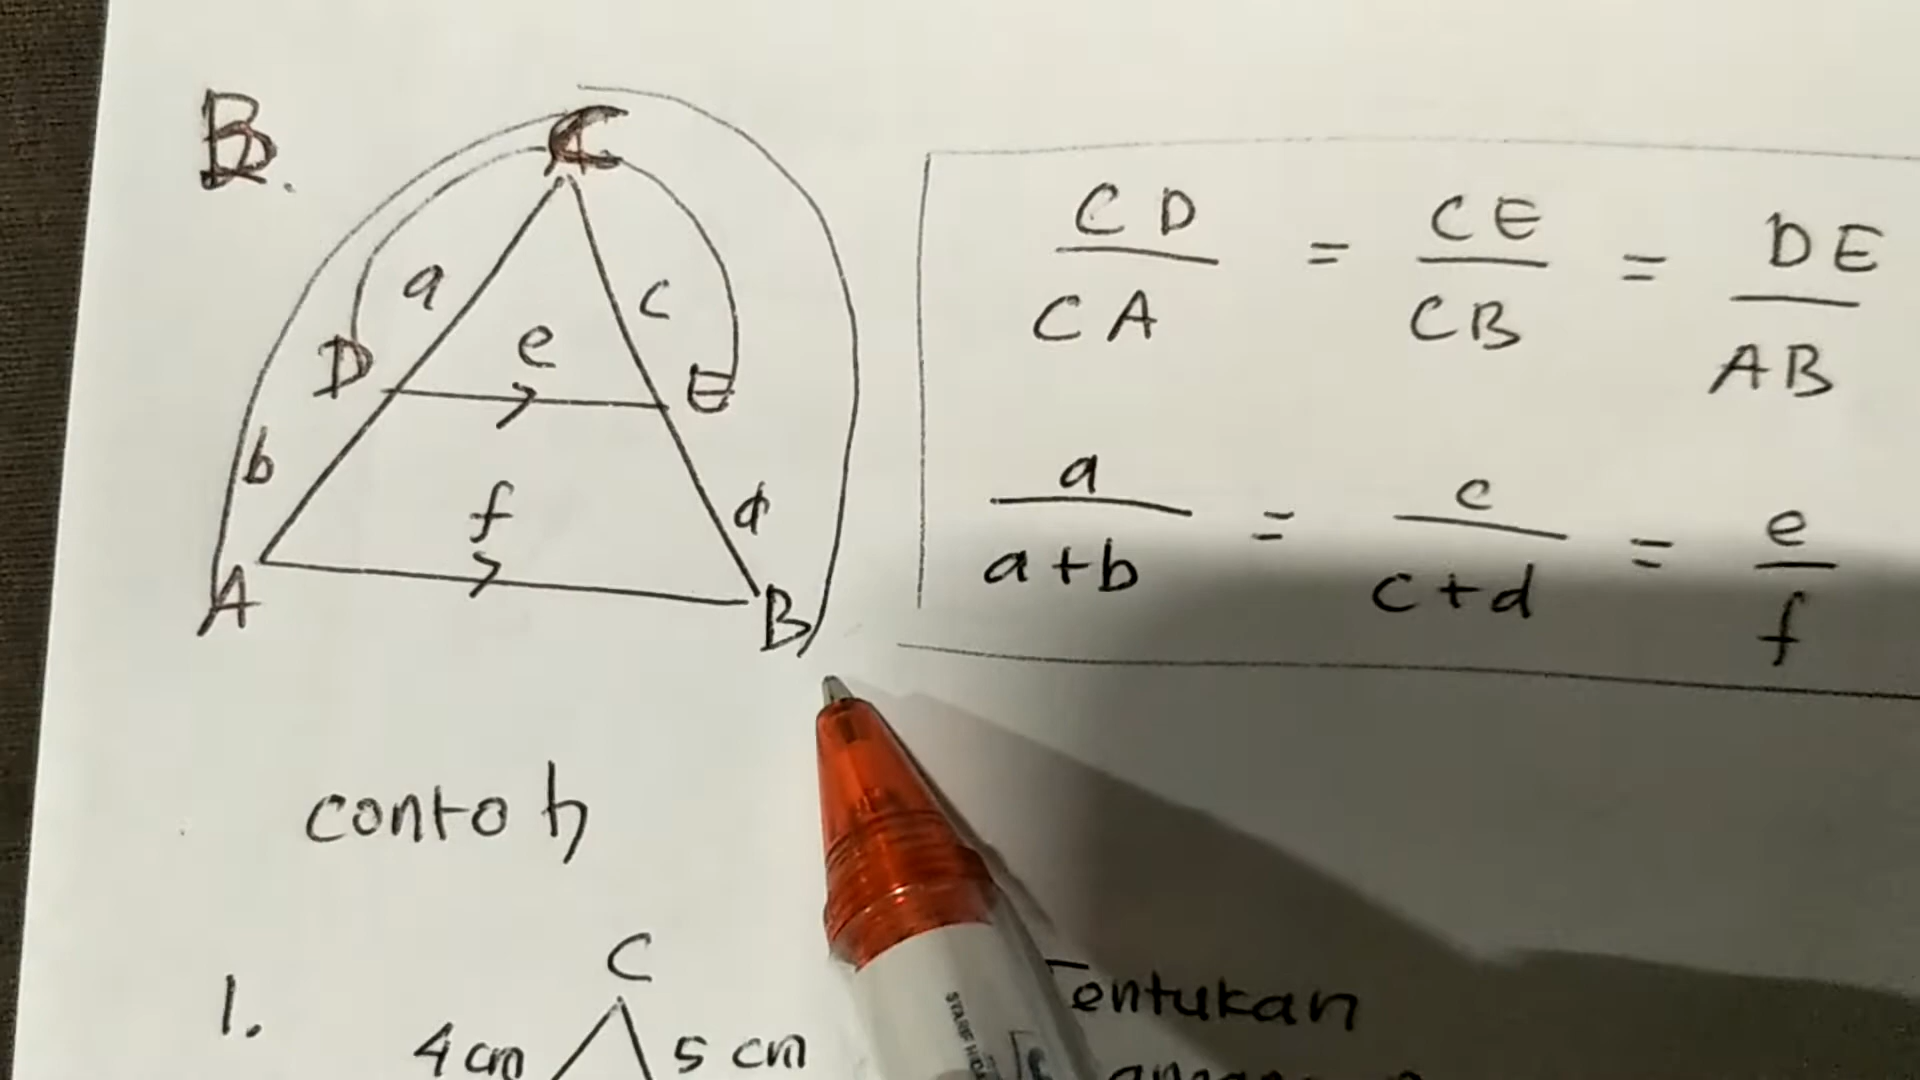 B.
C
a
c
D
e
E
b
f
d
A
B
CD/CA = CE/CB = DE/AB
a/a+b = c/c+d = e/f
contoh
1.
C
4 cm
5 cm
Tentukan